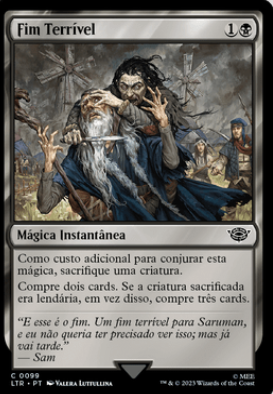 Fim Terrível 1
Mágica Instantânea
Como custo adicional para conjurar esta
mágica, sacrifique uma criatura.
Compre dois cards. Se a criatura sacrificada
era lendária, em vez disso, compre três cards.
"E esse é o fim. Um fim terrível para Saruman,
e eu não queria ter precisado ver isso; mas já
vai tarde."
— Sam
C 0099
LTR • PT VALERA LUTFULLINA
© MEE
™ & © 2023 Wizards of the Coast